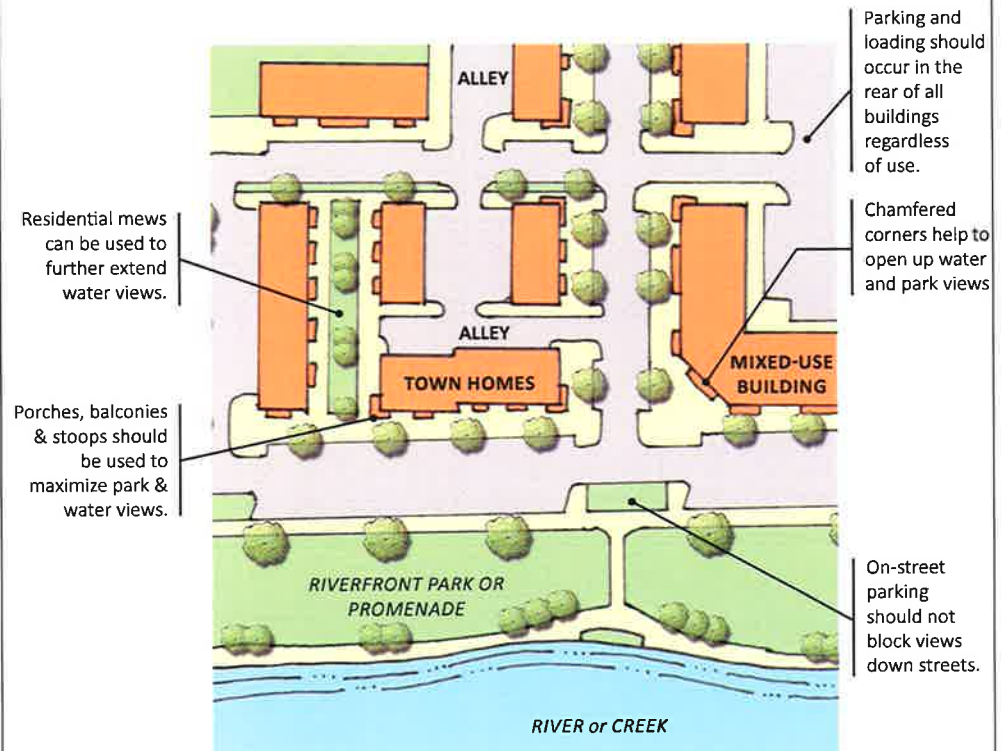 Parking and
loading should
occur in the
rear of all
buildings
regardless
of use.
ALLEY
Residential mews
can be used to
further extend
water views.
Chamfered
corners help to
open up water
and park views
ALLEY
TOWN HOMES
MIXED-USE
BUILDING
Porches, balconies
& stoops should
be used to
maximize park &
water views.
On-street
parking
should not
block views
down streets.
RIVERFRONT PARK OR
PROMENADE
RIVER or CREEK